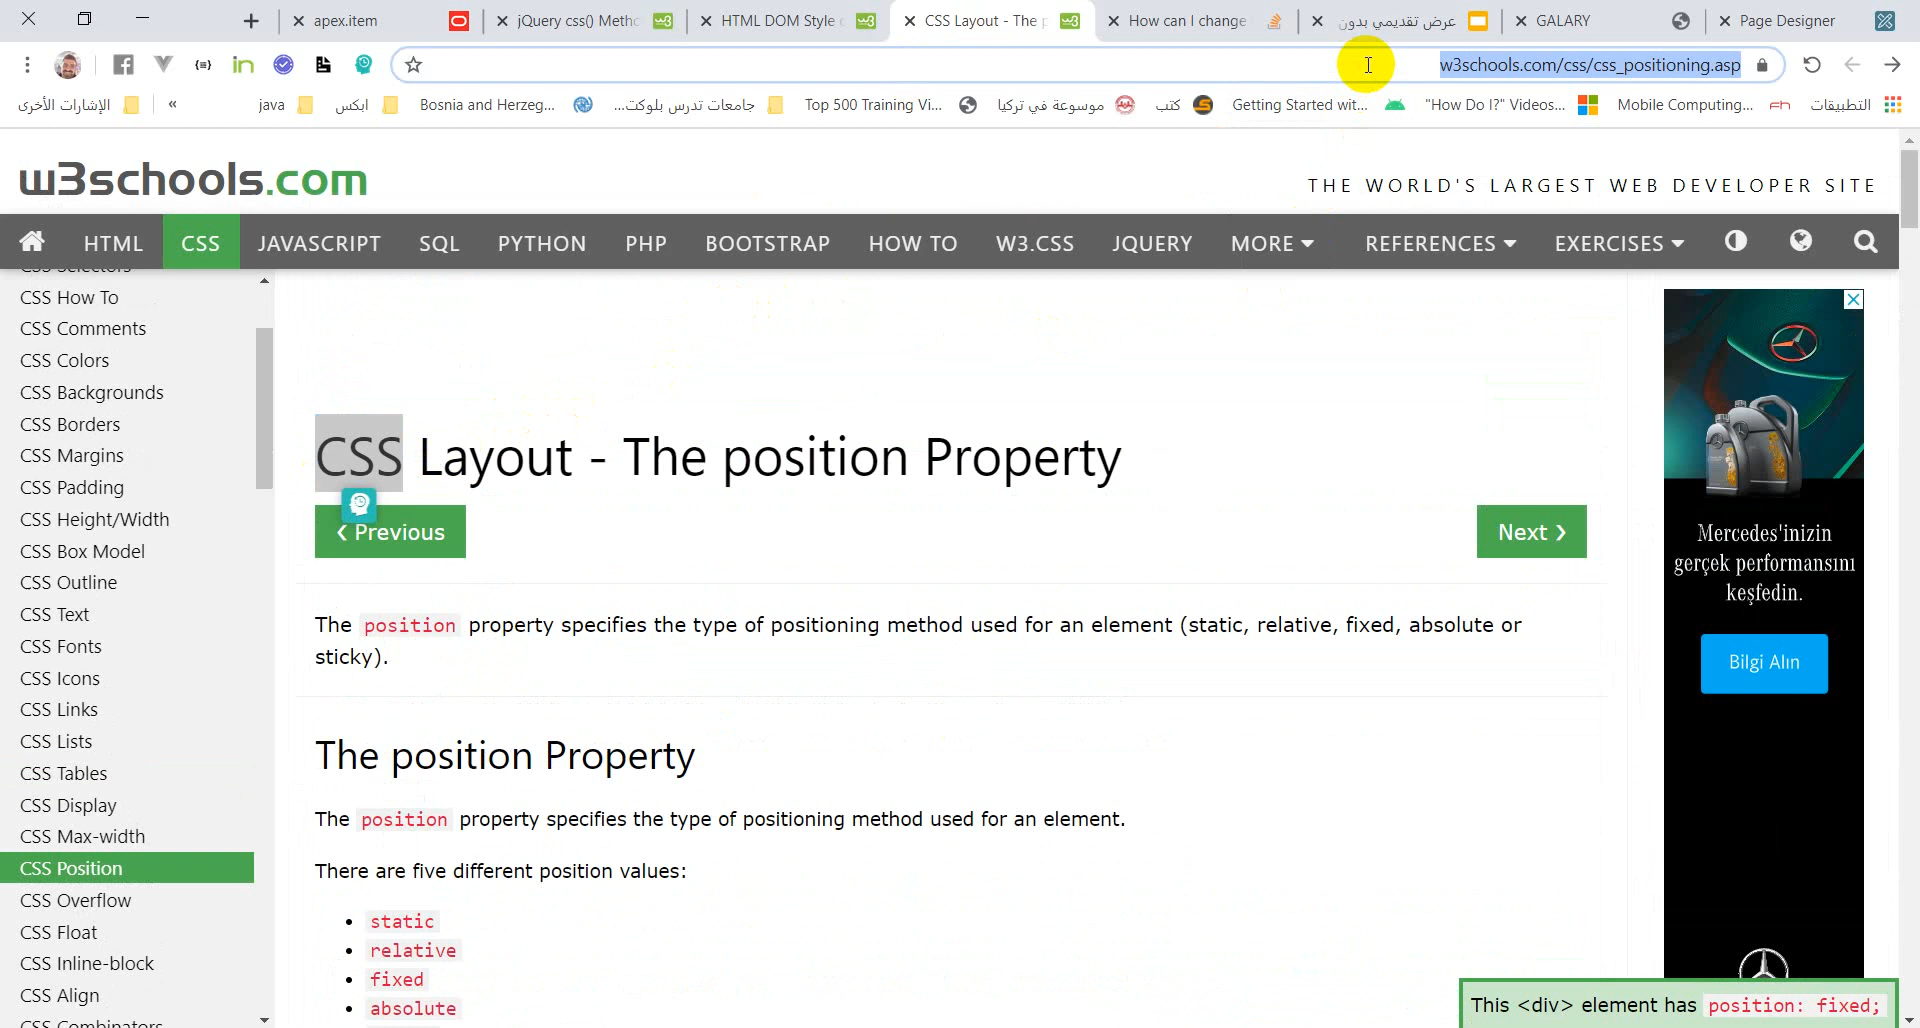 apex.item
jQuery css() Metho
HTML DOM Style
CSS Layout - The p
How can I change
عرض تقديمي بدون
GALARY
Page Designer
w3schools.com/css/css_positioning.asp
الإشارات الأخرى
»
java
ابكس
Bosnia and Herzeg...
جامعات تدرس بلوكت...
Top 500 Training Vi...
موسوعة في تركيا
كتب
Getting Started wit...
"How Do I?" Videos...
Mobile Computing...
التطبيقات
w3schools.com
THE WORLD'S LARGEST WEB DEVELOPER SITE
HTML
CSS
JAVASCRIPT
SQL
PYTHON
PHP
BOOTSTRAP
HOW TO
W3.CSS
JQUERY
MORE
REFERENCES
EXERCISES
CSS Selectors
CSS How To
CSS Comments
CSS Colors
CSS Backgrounds
CSS Borders
CSS Margins
CSS Padding
CSS Height/Width
CSS Box Model
CSS Outline
CSS Text
CSS Fonts
CSS Icons
CSS Links
CSS Lists
CSS Tables
CSS Display
CSS Max-width
CSS Position
CSS Overflow
CSS Float
CSS Inline-block
CSS Align
CSS Combinators
CSS Layout - The position Property
❮ Previous
Next ❯
The position property specifies the type of positioning method used for an element (static, relative, fixed, absolute or
sticky).
The position Property
The position property specifies the type of positioning method used for an element.
There are five different position values:
• static
• relative
• fixed
• absolute
Mercedes'inizin
gerçek performansını
keşfedin.
Bilgi Alın
This <div> element has position: fixed;